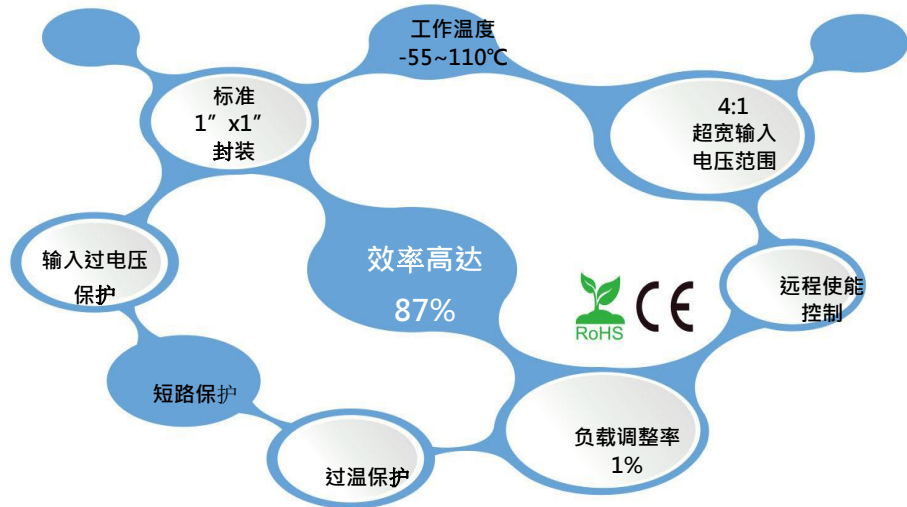 工作温度
-55~110℃
标准
1”x1”
封装
4:1
超宽输入
电压范围
输入过电压
保护
效率高达
87%
远程使能
控制
RoHS
CE
短路保护
负载调整率
1%
过温保护